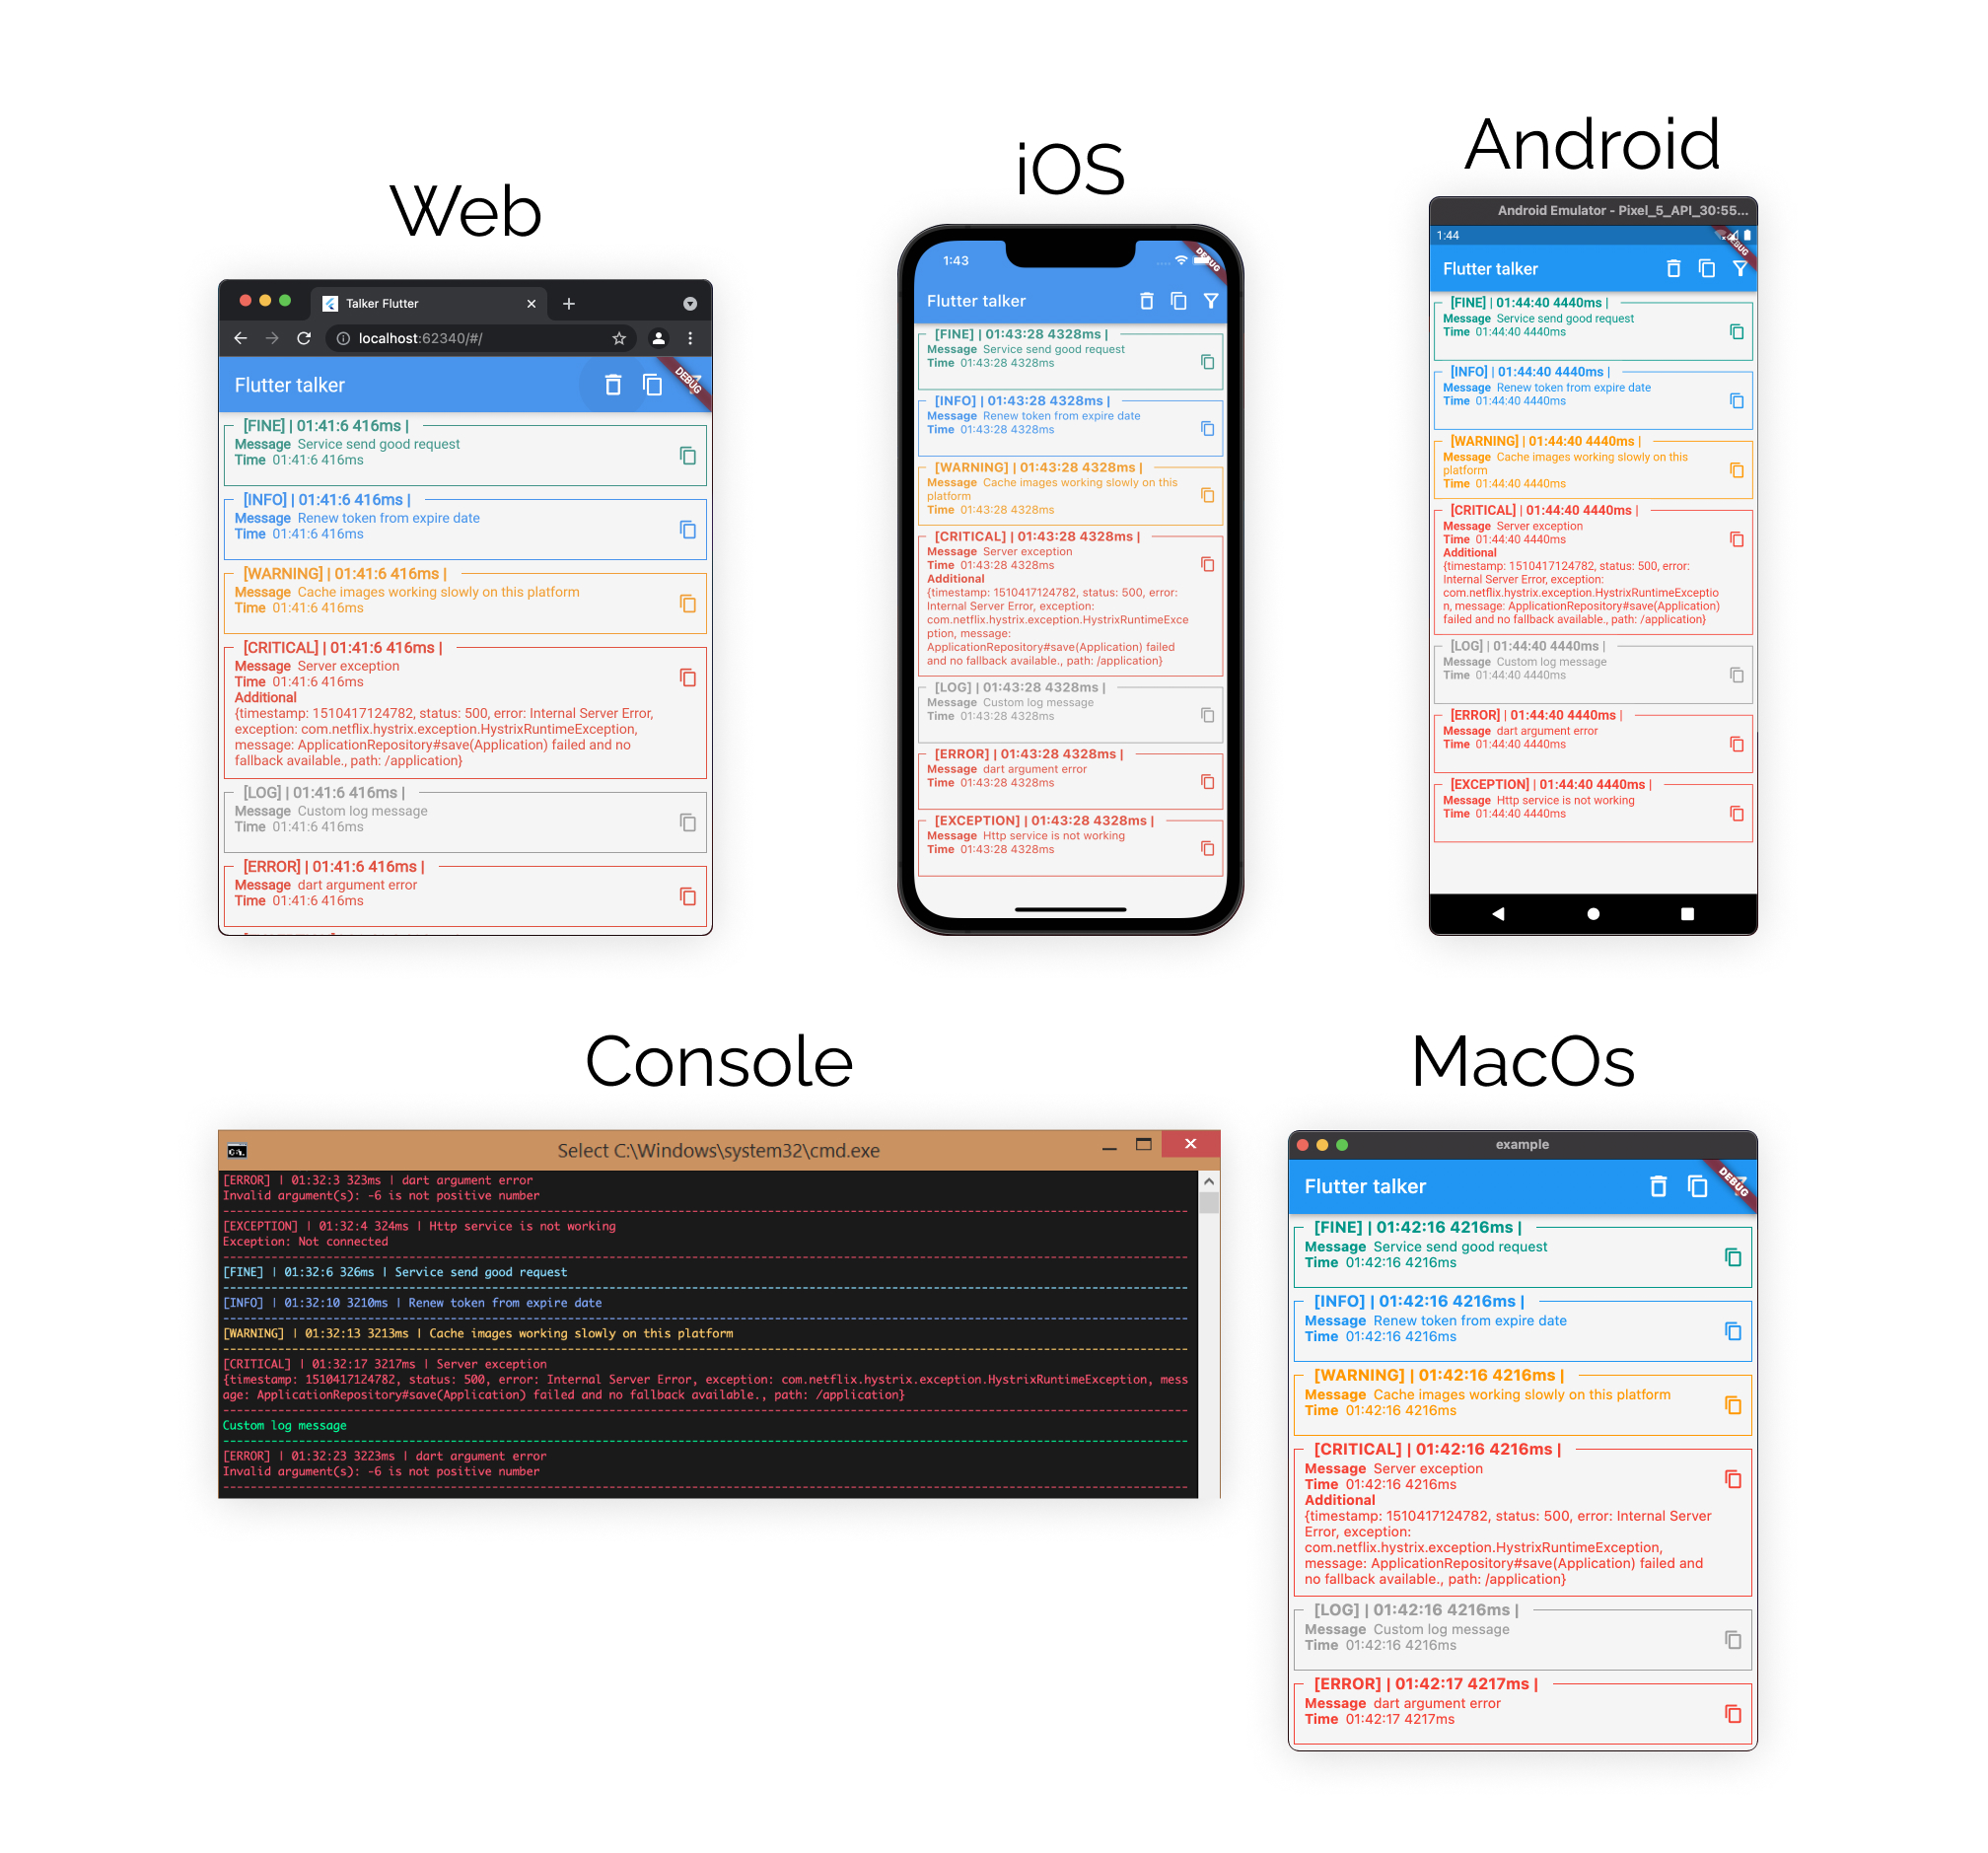 Web
Talker Flutter
localhost:62340/#/
Flutter talker
DEBUG
[FINE] | 01:41:6 416ms |
Message Service send good request
Time 01:41:6 416ms
[INFO] | 01:41:6 416ms |
Message Renew token from expire date
Time 01:41:6 416ms
[WARNING] | 01:41:6 416ms |
Message Cache images working slowly on this platform
Time 01:41:6 416ms
[CRITICAL] | 01:41:6 416ms |
Message Server exception
Time 01:41:6 416ms
Additional
{timestamp: 1510417124782, status: 500, error: Internal Server Error,
exception: com.netflix.hystrix.exception.HystrixRuntimeException,
message: ApplicationRepository#save(Application) failed and no
fallback available., path: /application}
[LOG] | 01:41:6 416ms |
Message Custom log message
Time 01:41:6 416ms
[ERROR] | 01:41:6 416ms |
Message dart argument error
Time 01:41:6 416ms
iOS
1:43
DEBUG
Flutter talker
[FINE] | 01:43:28 4328ms |
Message Service send good request
Time 01:43:28 4328ms
[INFO] | 01:43:28 4328ms |
Message Renew token from expire date
Time 01:43:28 4328ms
[WARNING] | 01:43:28 4328ms |
Message Cache images working slowly on this
platform
Time 01:43:28 4328ms
[CRITICAL] | 01:43:28 4328ms |
Message Server exception
Time 01:43:28 4328ms
Additional
{timestamp: 1510417124782, status: 500, error:
Internal Server Error, exception:
com.netflix.hystrix.exception.HystrixRuntimeExce
ption, message:
ApplicationRepository#save(Application) failed
and no fallback available., path: /application}
[LOG] | 01:43:28 4328ms |
Message Custom log message
Time 01:43:28 4328ms
[ERROR] | 01:43:28 4328ms |
Message dart argument error
Time 01:43:28 4328ms
[EXCEPTION] | 01:43:28 4328ms |
Message Http service is not working
Time 01:43:28 4328ms
Android
Android Emulator - Pixel_5_API_30:55...
1:44
DEBUG
Flutter talker
[FINE] | 01:44:40 4440ms |
Message Service send good request
Time 01:44:40 4440ms
[INFO] | 01:44:40 4440ms |
Message Renew token from expire date
Time 01:44:40 4440ms
[WARNING] | 01:44:40 4440ms |
Message Cache images working slowly on this
platform
Time 01:44:40 4440ms
[CRITICAL] | 01:44:40 4440ms |
Message Server exception
Time 01:44:40 4440ms
Additional
{timestamp: 1510417124782, status: 500, error:
Internal Server Error, exception:
com.netflix.hystrix.exception.HystrixRuntimeExceptio
n, message: ApplicationRepository#save(Application)
failed and no fallback available., path: /application}
[LOG] | 01:44:40 4440ms |
Message Custom log message
Time 01:44:40 4440ms
[ERROR] | 01:44:40 4440ms |
Message dart argument error
Time 01:44:40 4440ms
[EXCEPTION] | 01:44:40 4440ms |
Message Http service is not working
Time 01:44:40 4440ms
Console
Select C:\Windows\system32\cmd.exe
[ERROR] | 01:32:3 323ms | dart argument error
Invalid argument(s): -6 is not positive number
[EXCEPTION] | 01:32:4 324ms | Http service is not working
Exception: Not connected
[FINE] | 01:32:6 326ms | Service send good request
[INFO] | 01:32:10 3210ms | Renew token from expire date
[WARNING] | 01:32:13 3213ms | Cache images working slowly on this platform
[CRITICAL] | 01:32:17 3217ms | Server exception
{timestamp: 1510417124782, status: 500, error: Internal Server Error, exception: com.netflix.hystrix.exception.HystrixRuntimeException, mess
age: ApplicationRepository#save(Application) failed and no fallback available., path: /application}
Custom log message
[ERROR] | 01:32:23 3223ms | dart argument error
Invalid argument(s): -6 is not positive number
MacOs
example
Flutter talker
DEBUG
[FINE] | 01:42:16 4216ms |
Message Service send good request
Time 01:42:16 4216ms
[INFO] | 01:42:16 4216ms |
Message Renew token from expire date
Time 01:42:16 4216ms
[WARNING] | 01:42:16 4216ms |
Message Cache images working slowly on this platform
Time 01:42:16 4216ms
[CRITICAL] | 01:42:16 4216ms |
Message Server exception
Time 01:42:16 4216ms
Additional
{timestamp: 1510417124782, status: 500, error: Internal Server
Error, exception:
com.netflix.hystrix.exception.HystrixRuntimeException,
message: ApplicationRepository#save(Application) failed and
no fallback available., path: /application}
[LOG] | 01:42:16 4216ms |
Message Custom log message
Time 01:42:16 4216ms
[ERROR] | 01:42:17 4217ms |
Message dart argument error
Time 01:42:17 4217ms